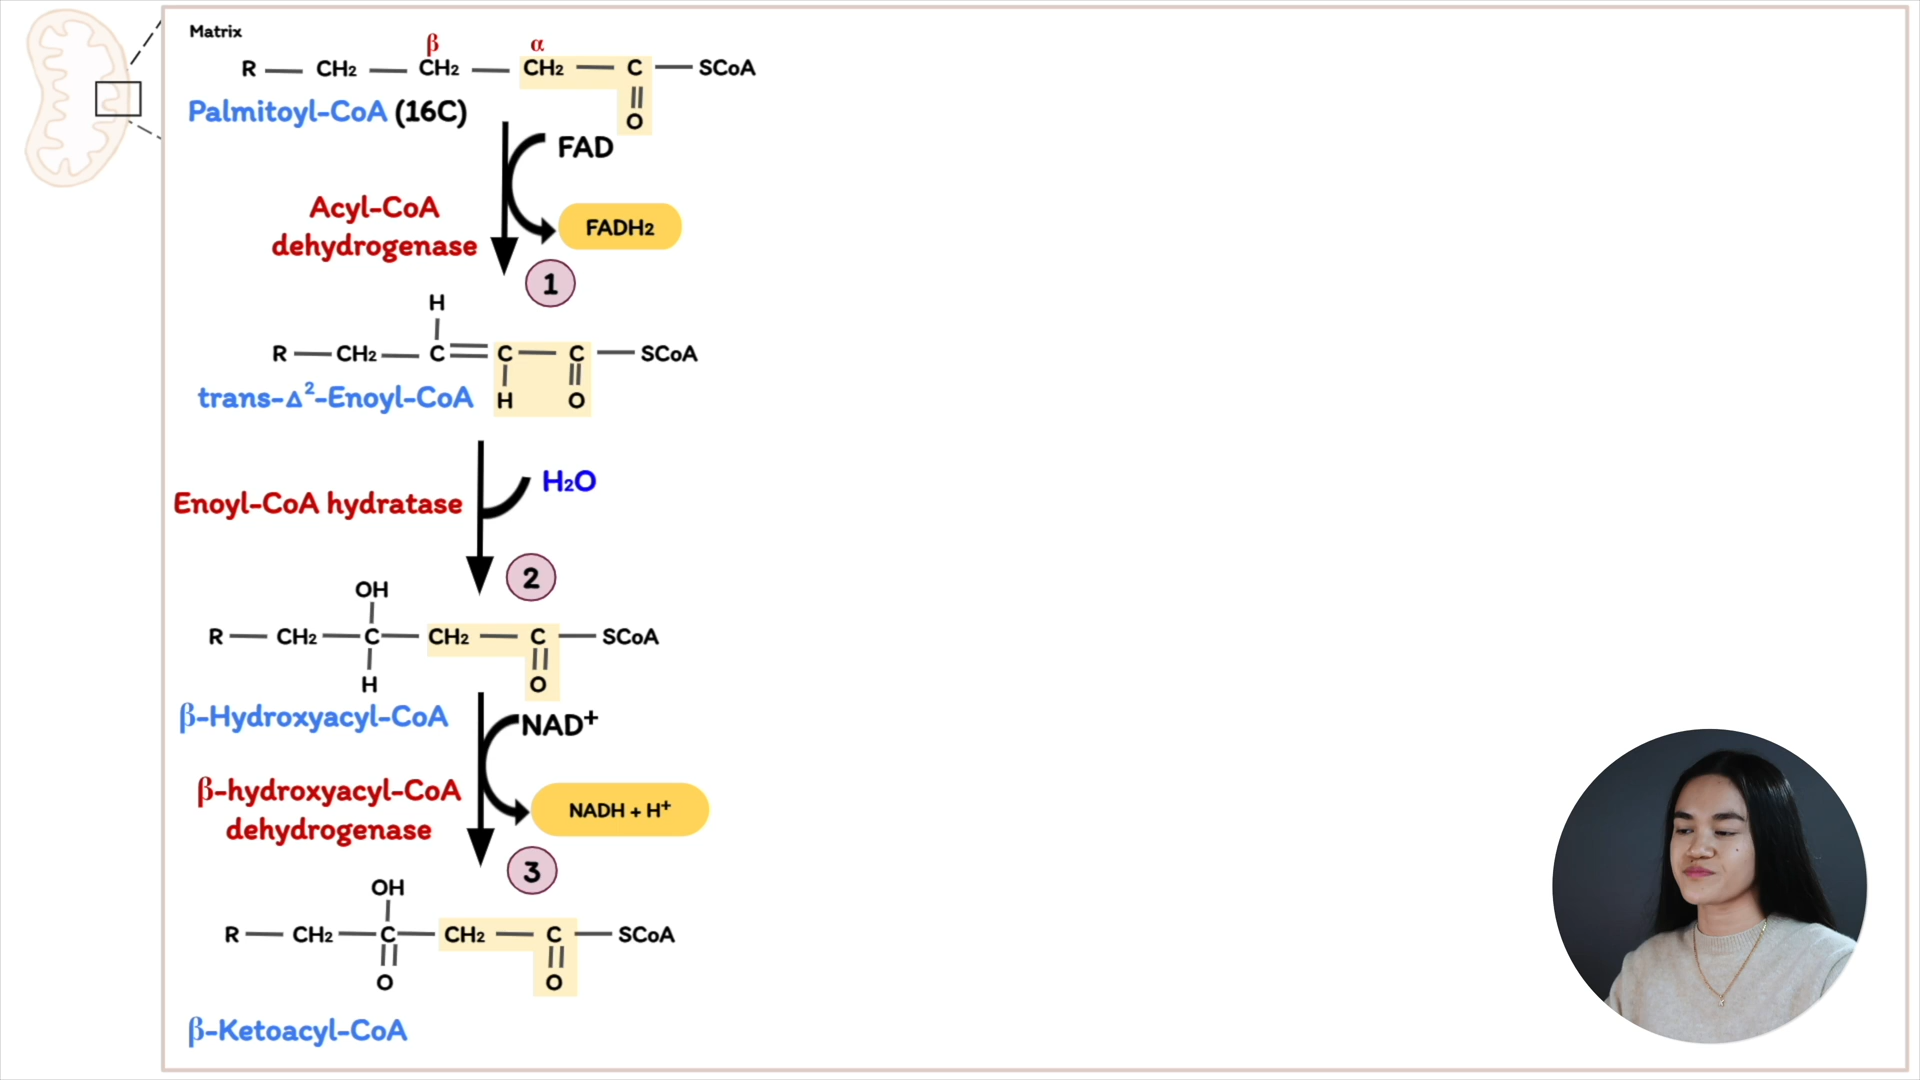 Matrix
β α
R CH₂ CH₂ CH₂ C SCoA
O
Palmitoyl-CoA (16C)
FAD
Acyl-CoA
dehydrogenase
FADH₂
1
H
R CH₂ C C C SCoA
H O
trans-Δ²-Enoyl-CoA
H₂O
Enoyl-CoA hydratase
2
OH
R CH₂ C CH₂ C SCoA
H O
β-Hydroxyacyl-CoA
NAD⁺
β-hydroxyacyl-CoA
dehydrogenase
NADH + H⁺
3
OH
R CH₂ C CH₂ C SCoA
O O
β-Ketoacyl-CoA